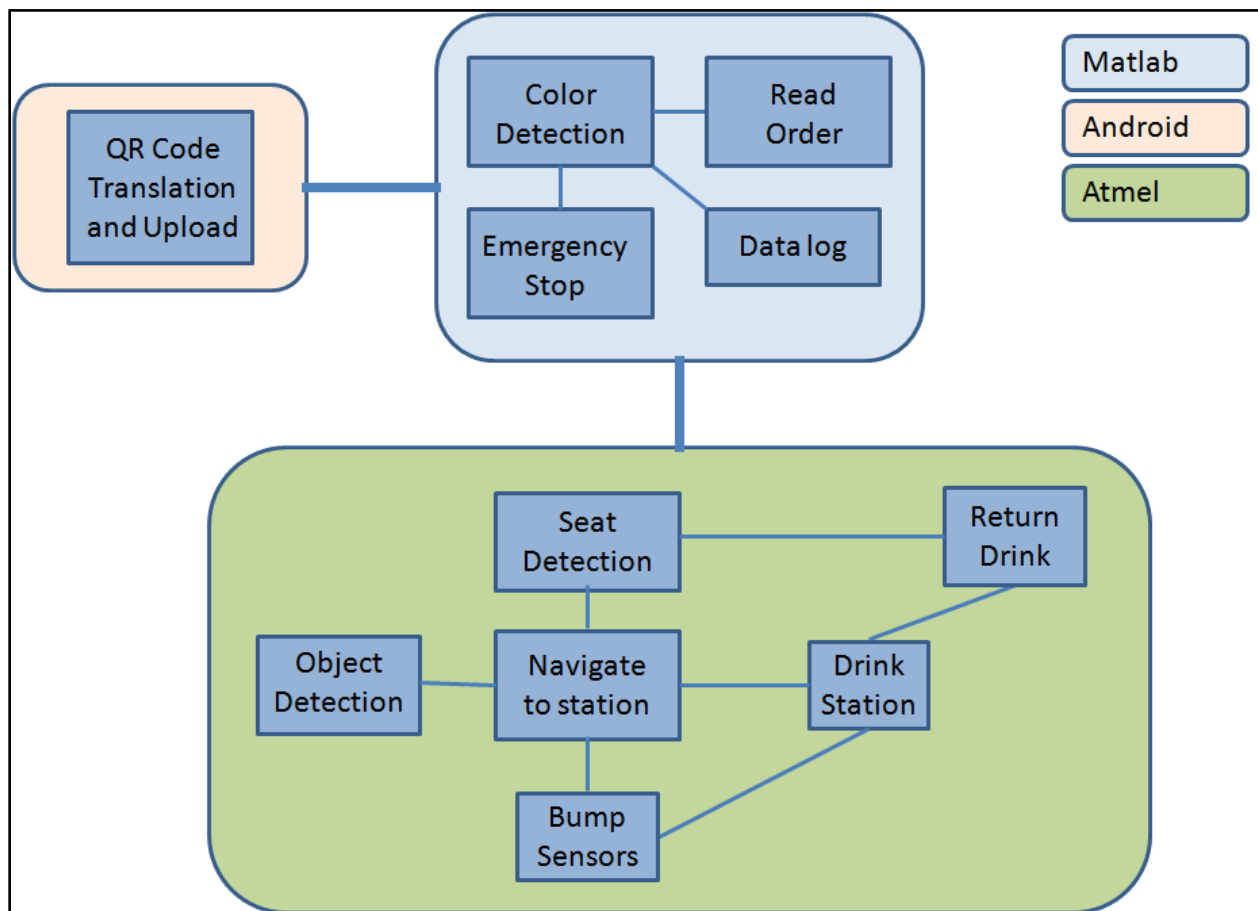 QR Code
Translation
and Upload
Color
Detection
Read
Order
Emergency
Stop
Data log
Matlab
Android
Atmel
Seat
Detection
Return
Drink
Object
Detection
Navigate
to station
Drink
Station
Bump
Sensors